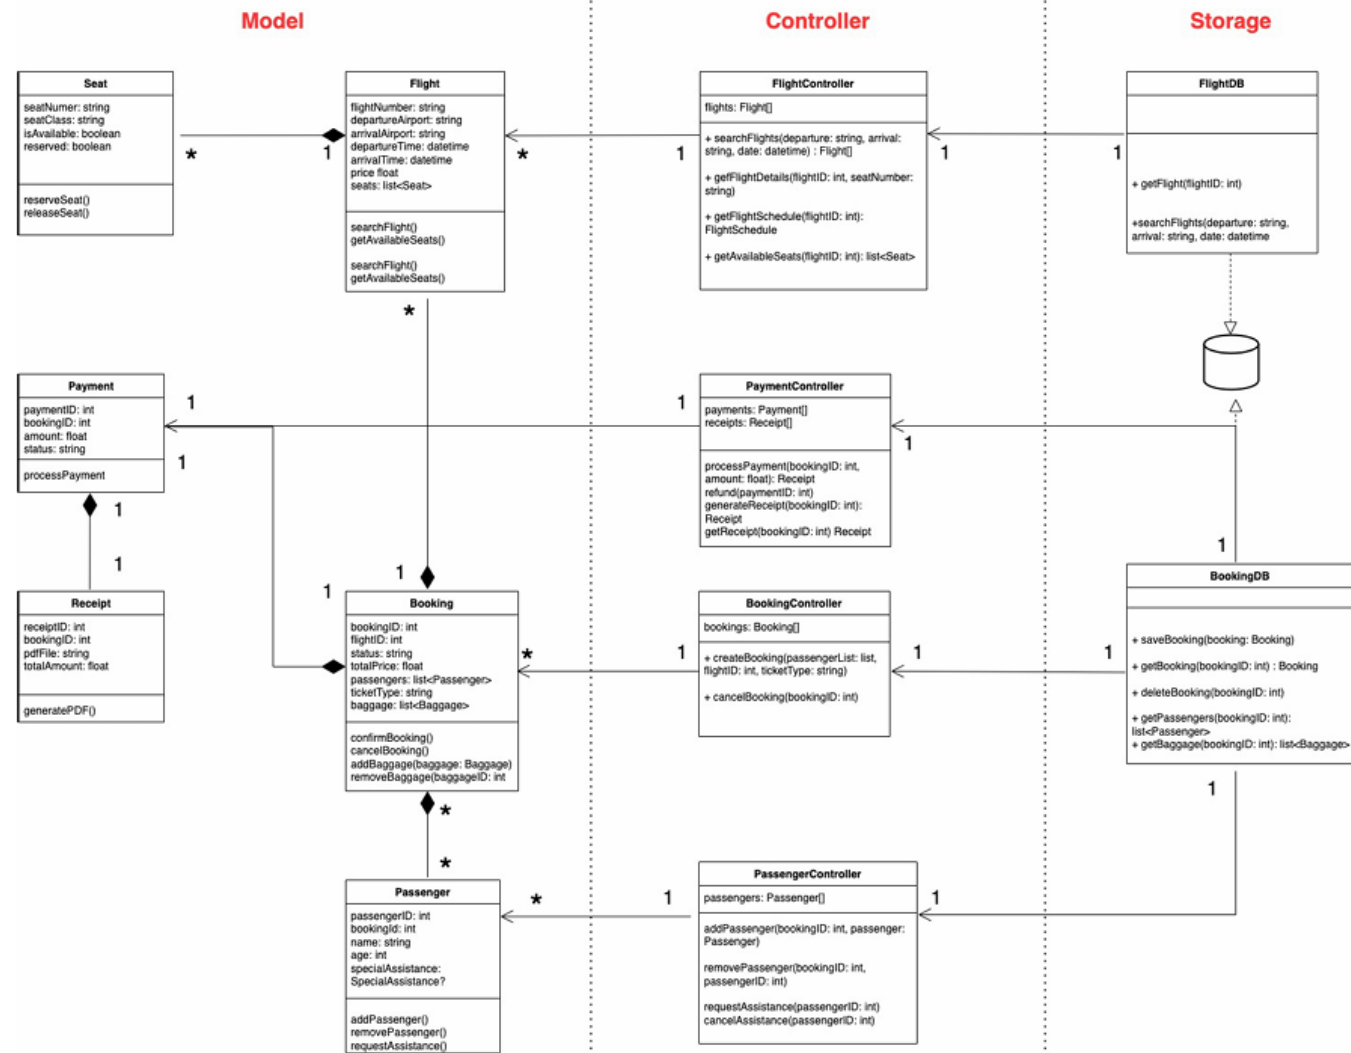 Model
Controller
Storage
Seat
seatNumer: string
seatClass: string
isAvailable: boolean
reserved: boolean
reserveSeat()
releaseSeat()
*
1
Flight
flightNumber: string
departureAirport: string
arrivalAirport: string
departureTime: datetime
arrivalTime: datetime
price float
seats: list<Seat>
searchFlight()
getAvailableSeats()
searchFlight()
getAvailableSeats()
*
*
1
FlightController
flights: Flight[]
+ searchFlights(departure: string, arrival:
string, date: datetime) : Flight[]
+ gefFlightDetails(flightID: int, seatNumber:
string)
+ getFlightSchedule(flightID: int):
FlightSchedule
+ getAvailableSeats(flightID: int): list<Seat>
1
1
FlightDB
+ getFlight(flightID: int)
+searchFlights(departure: string,
arrival: string, date: datetime
Payment
paymentID: int
bookingID: int
amount: float
status: string
processPayment
1
1
1
1
1
PaymentController
payments: Payment[]
receipts: Receipt[]
processPayment(bookingID: int,
amount: float): Receipt
refund(paymentID: int)
generateReceipt(bookingID: int):
Receipt
getReceipt(bookingID: int) Receipt
1
1
Receipt
receiptID: int
bookingID: int
pdfFile: string
totalAmount: float
generatePDF()
1
1
Booking
bookingID: int
flightID: int
status: string
totalPrice: float
passengers: list<Passenger>
ticketType: string
baggage: list<Baggage>
confirmBooking()
cancelBooking()
addBaggage(baggage: Baggage)
removeBaggage(baggageID: int
*
1
BookingController
bookings: Booking[]
+ createBooking(passengerList: list,
flightID: int, ticketType: string)
+ cancelBooking(bookingID: int)
1
1
BookingDB
+ saveBooking(booking: Booking)
+ getBooking(bookingID: int) : Booking
+ deleteBooking(bookingID: int)
+ getPassengers(bookingID: int):
list<Passenger>
+ getBaggage(bookingID: int): list<Baggage>
1
*
*
Passenger
passengerID: int
bookingId: int
name: string
age: int
specialAssistance:
SpecialAssistance?
addPassenger()
removePassenger()
requestAssistance()
*
1
PassengerController
passengers: Passenger[]
addPassenger(bookingID: int, passenger:
Passenger)
removePassenger(bookingID: int,
passengerID: int)
requestAssistance(passengerID: int)
cancelAssistance(passengerID: int)
1